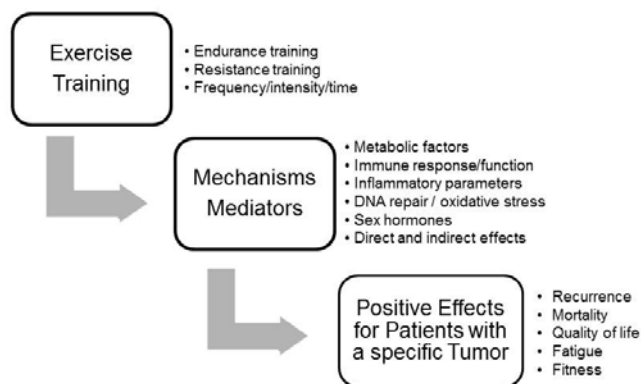 Exercise
Training
• Endurance training
• Resistance training
• Frequency/intensity/time
Mechanisms
Mediators
• Metabolic factors
• Immune response/function
• Inflammatory parameters
• DNA repair / oxidative stress
• Sex hormones
• Direct and indirect effects
Positive Effects
for Patients with
a specific Tumor
• Recurrence
• Mortality
• Quality of life
• Fatigue
• Fitness